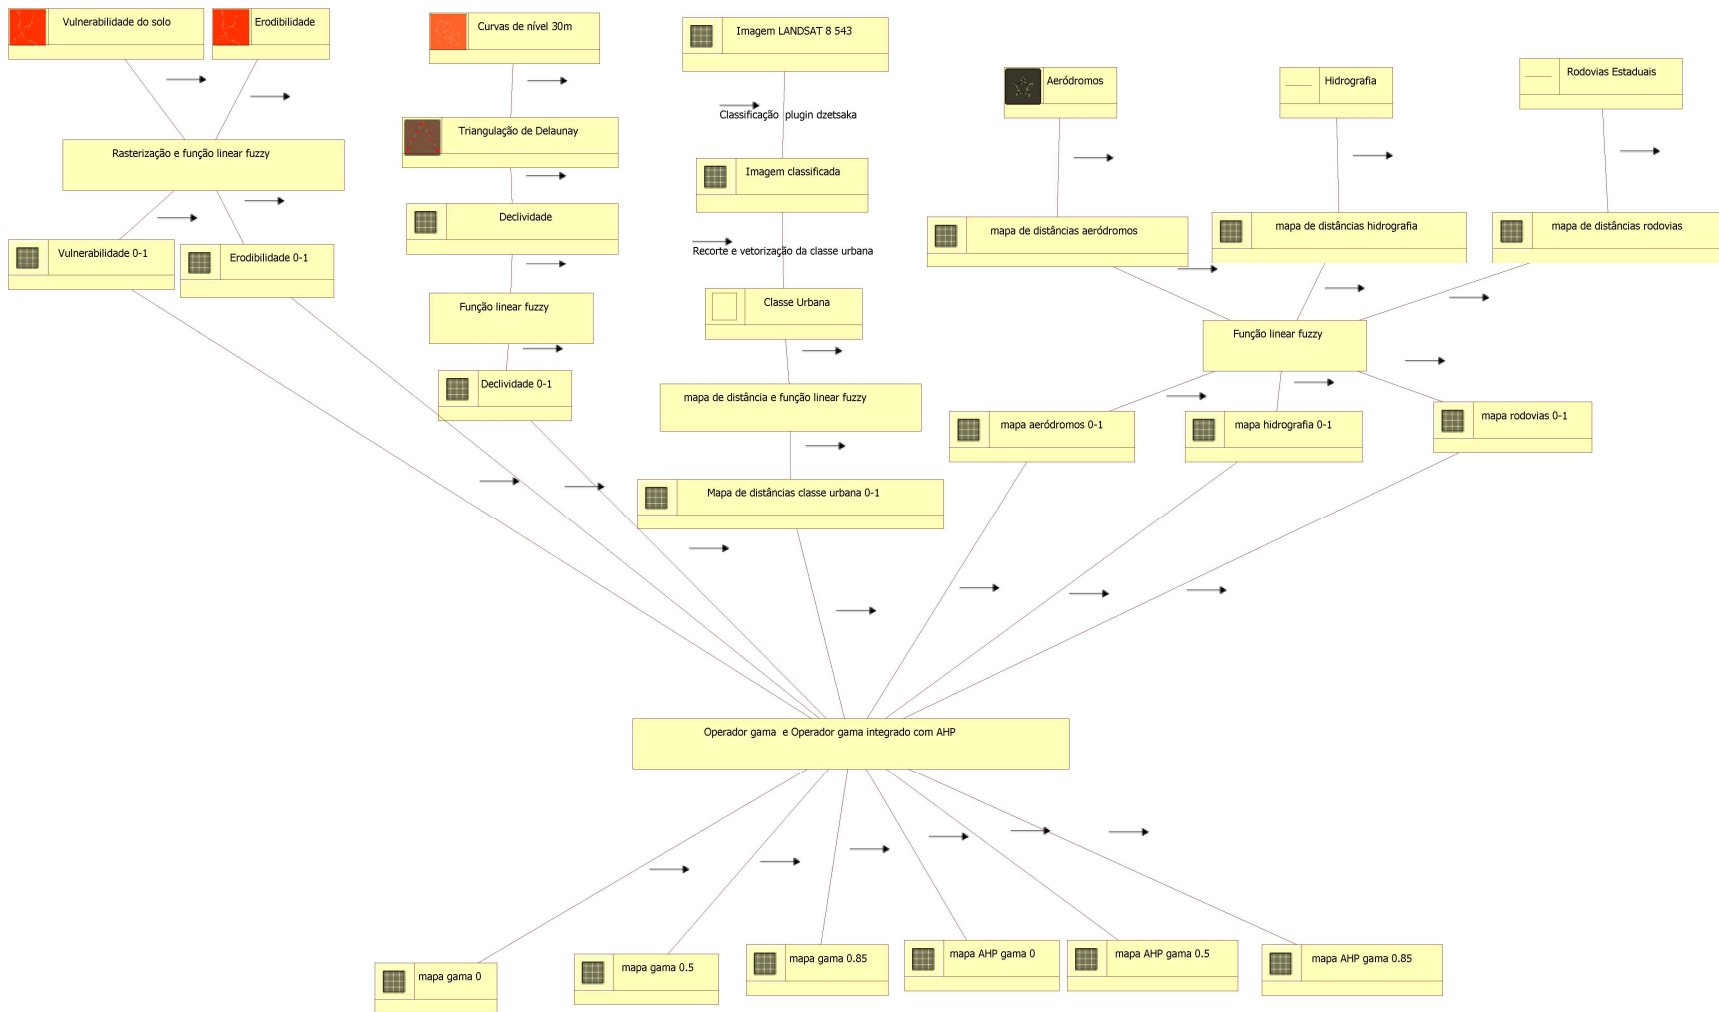 Vulnerabilidade do solo
Erodibilidade
Curvas de nível 30m
Imagem LANDSAT 8 543
Aeródromos
Hidrografia
Rodovias Estaduais
Classificação  plugin dzetsaka
Triangulação de Delaunay
Rasterização e função linear fuzzy
Imagem classificada
Declividade
mapa de distâncias aeródromos
mapa de distâncias hidrografia
mapa de distâncias rodovias
Vulnerabilidade 0-1
Erodibilidade 0-1
Recorte e vetorização da classe urbana
Função linear fuzzy
Classe Urbana
Função linear fuzzy
Declividade 0-1
mapa de distância e função linear fuzzy
mapa aeródromos 0-1
mapa hidrografia 0-1
mapa rodovias 0-1
Mapa de distâncias classe urbana 0-1
Operador gama  e Operador gama integrado com AHP
mapa gama 0
mapa gama 0.5
mapa gama 0.85
mapa AHP gama 0
mapa AHP gama 0.5
mapa AHP gama 0.85